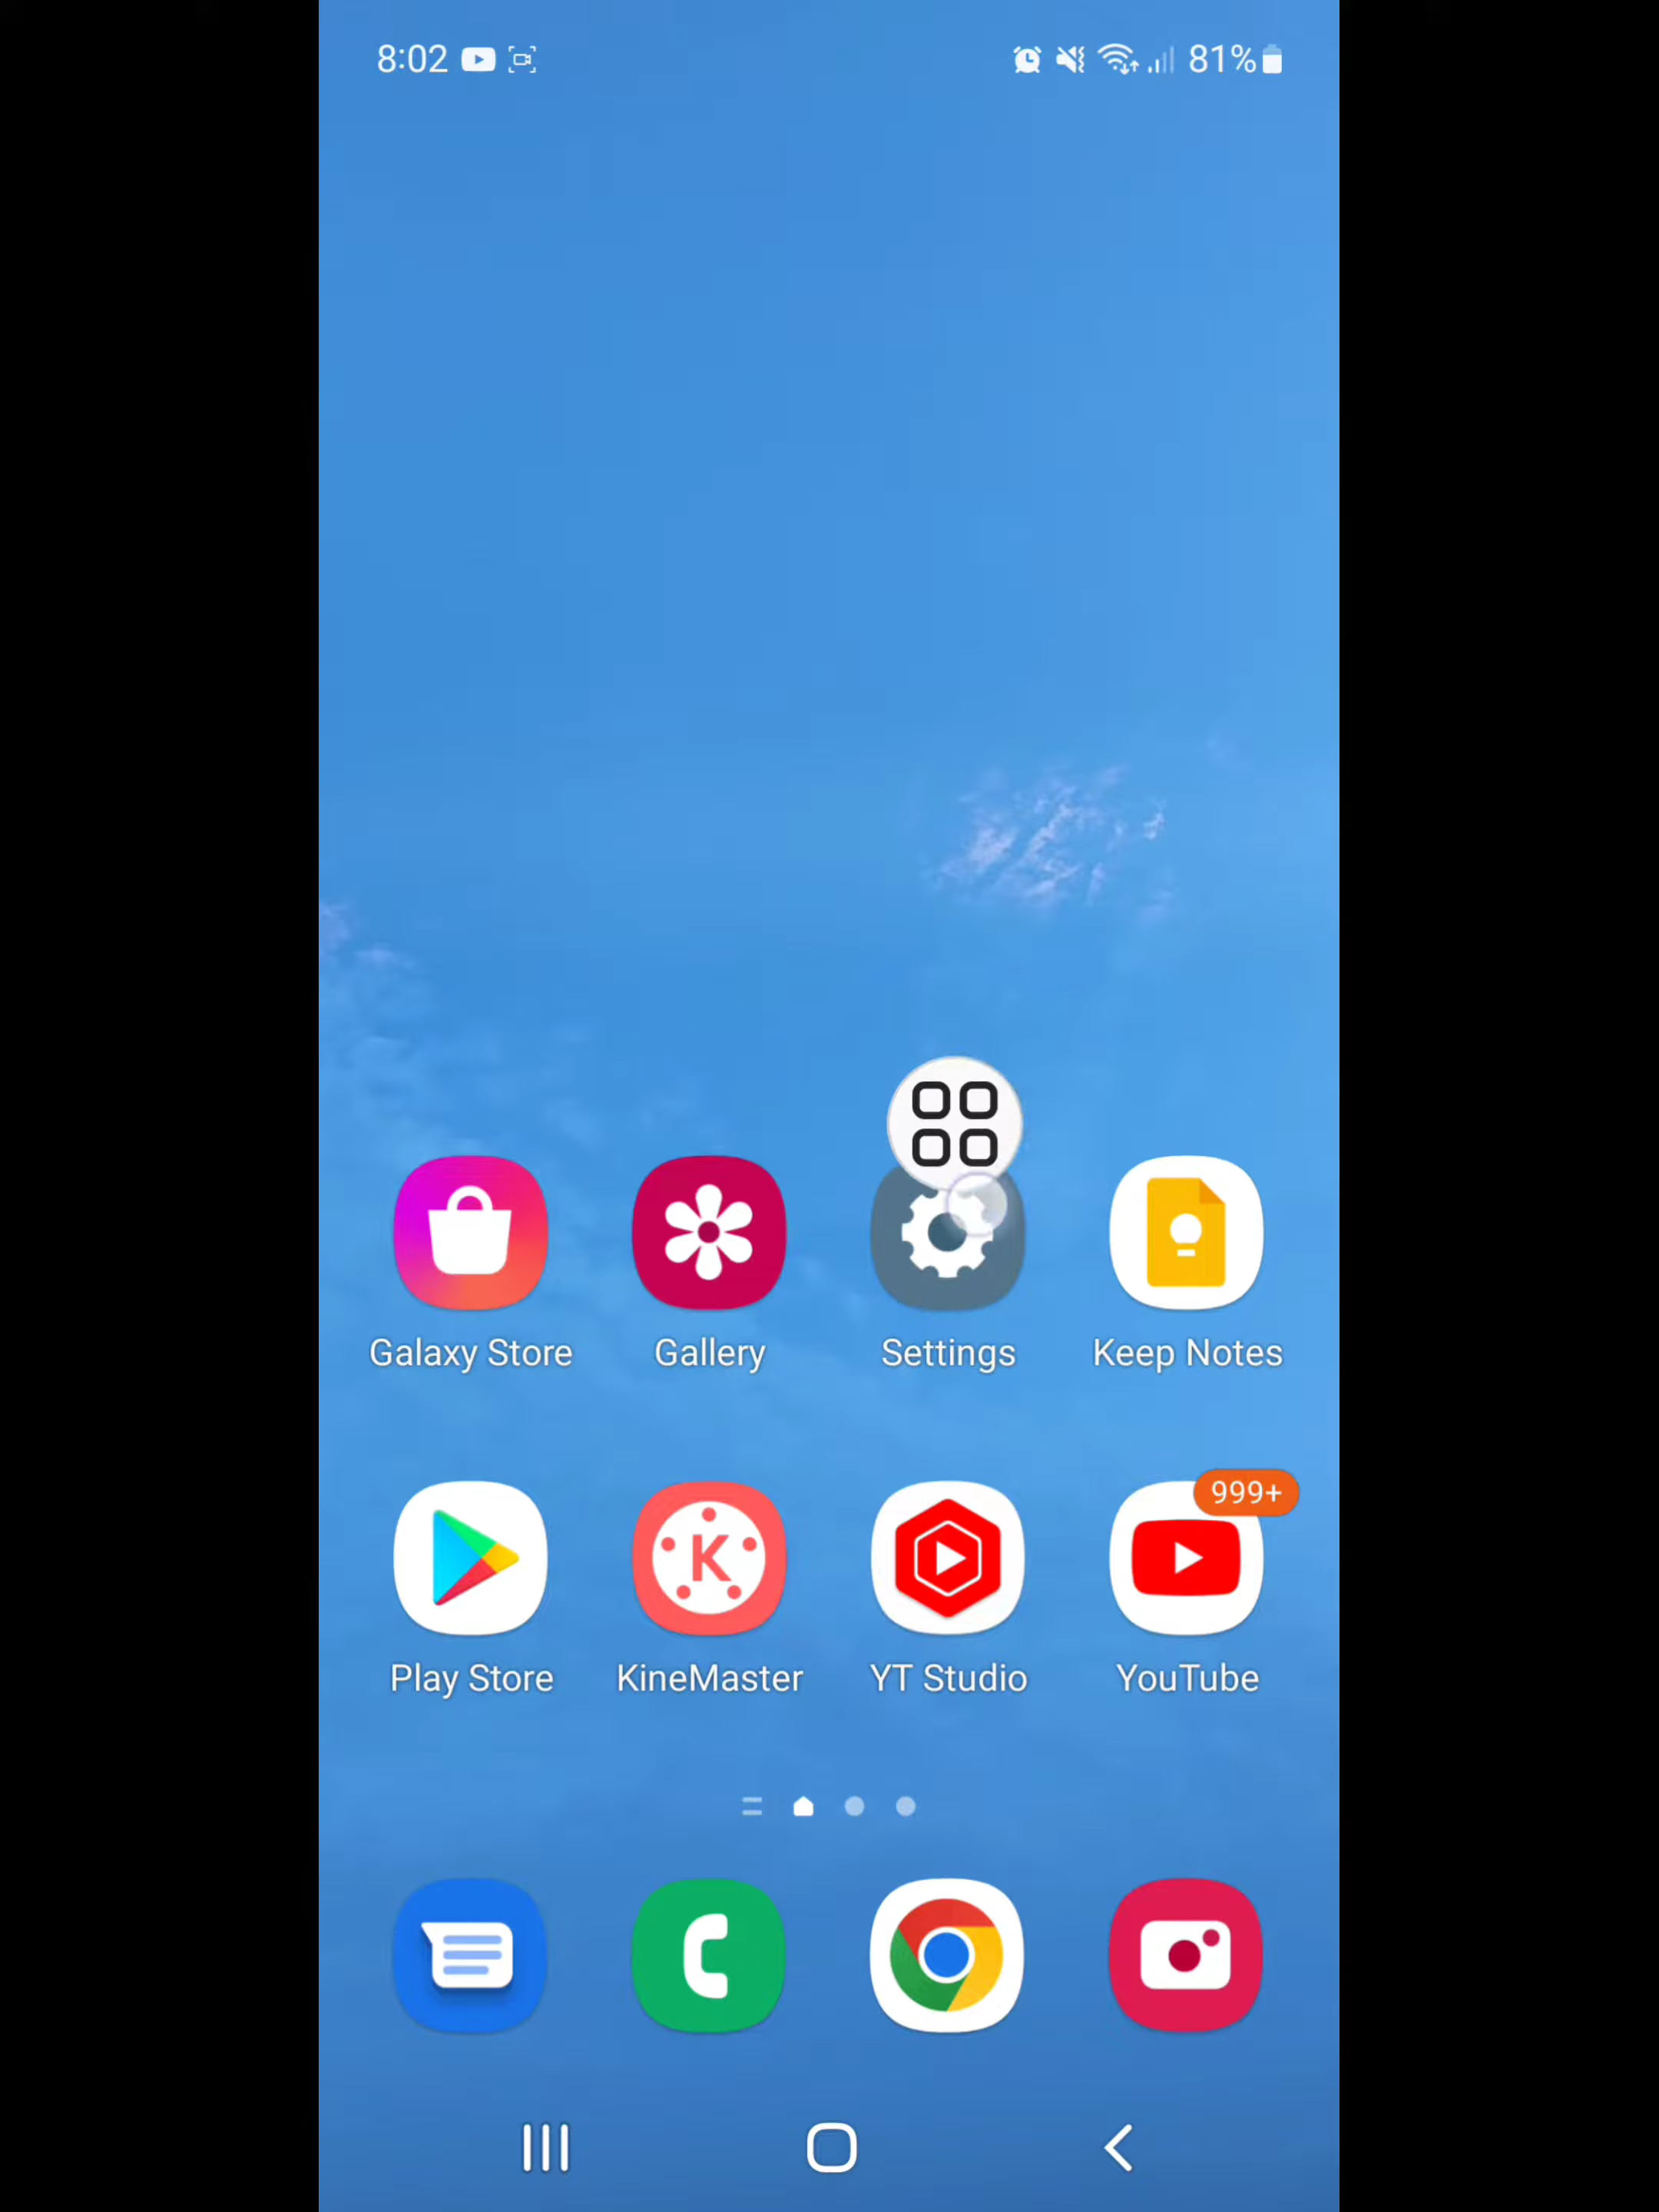 8:02 81%
Galaxy Store Gallery Settings Keep Notes
999+
K
Play Store KineMaster YT Studio YouTube